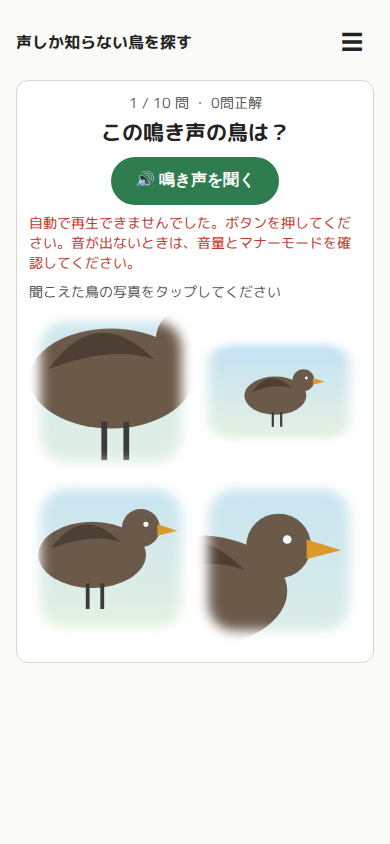 声しか知らない鳥を探す
1 / 10 問 · 0問正解
この鳴き声の鳥は？
🔊 鳴き声を聞く
自動で再生できませんでした。ボタンを押してくだ
さい。音が出ないときは、音量とマナーモードを確
認してください。
聞こえた鳥の写真をタップしてください